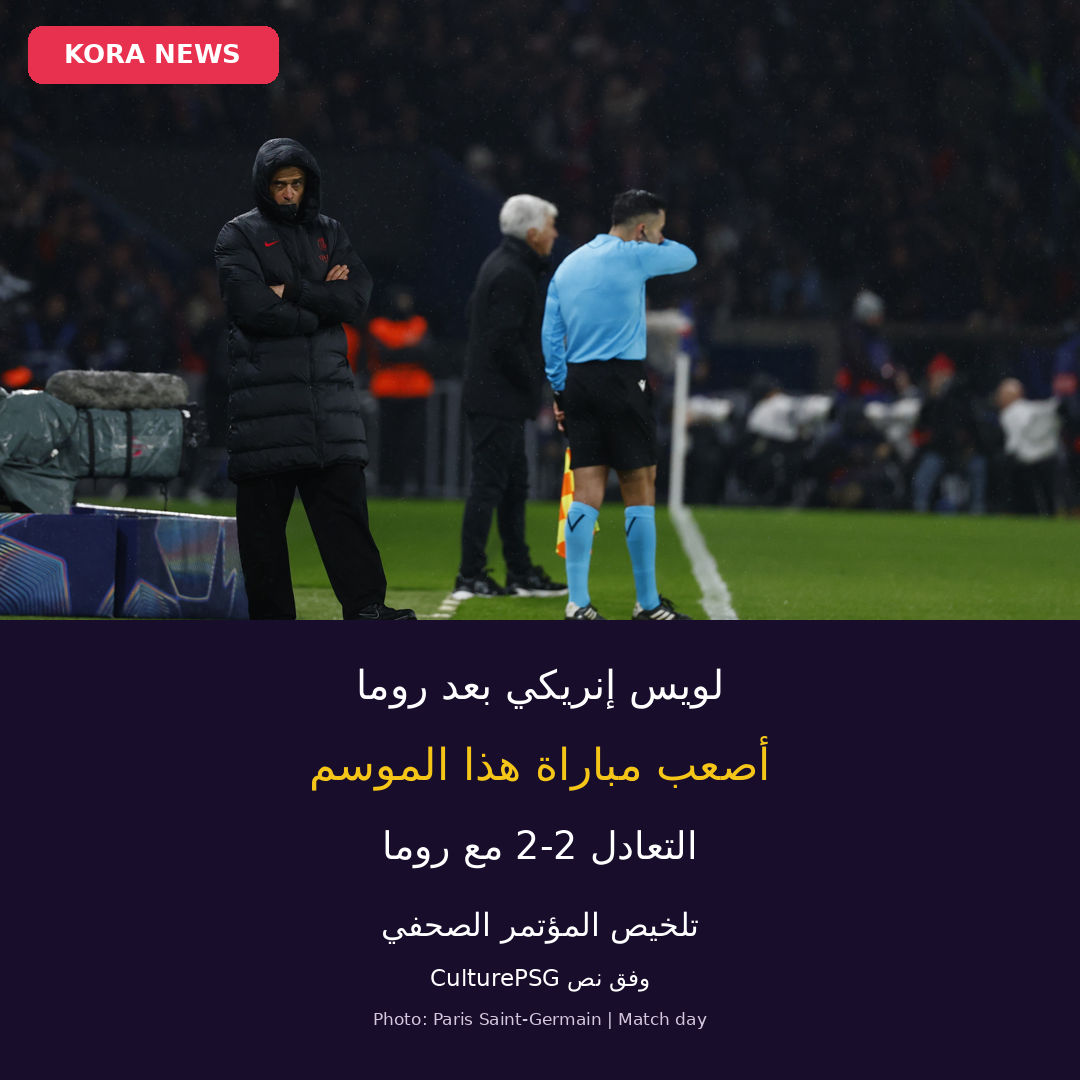 KORA NEWS
لويس إنريكي بعد روما
أصعب مباراة هذا الموسم
التعادل 2-2 مع روما
تلخيص المؤتمر الصحفي
وفق نص CulturePSG
Photo: Paris Saint-Germain | Match day